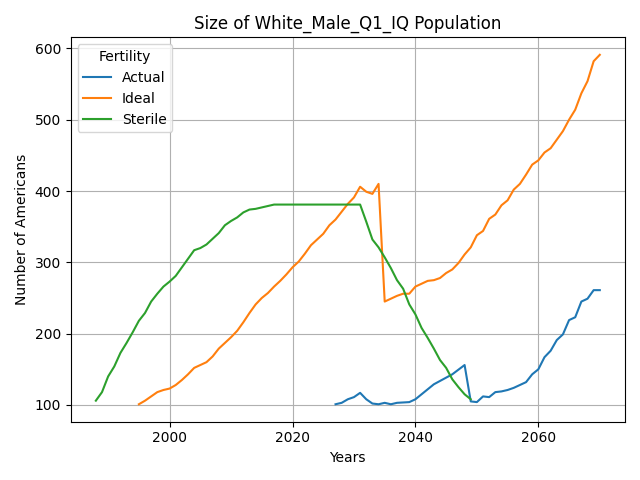 Size of White_Male_Q1_IQ Population
Fertility
Actual
Ideal
Sterile
Number of Americans
600
500
400
300
200
100
2000
2020
2040
2060
Years